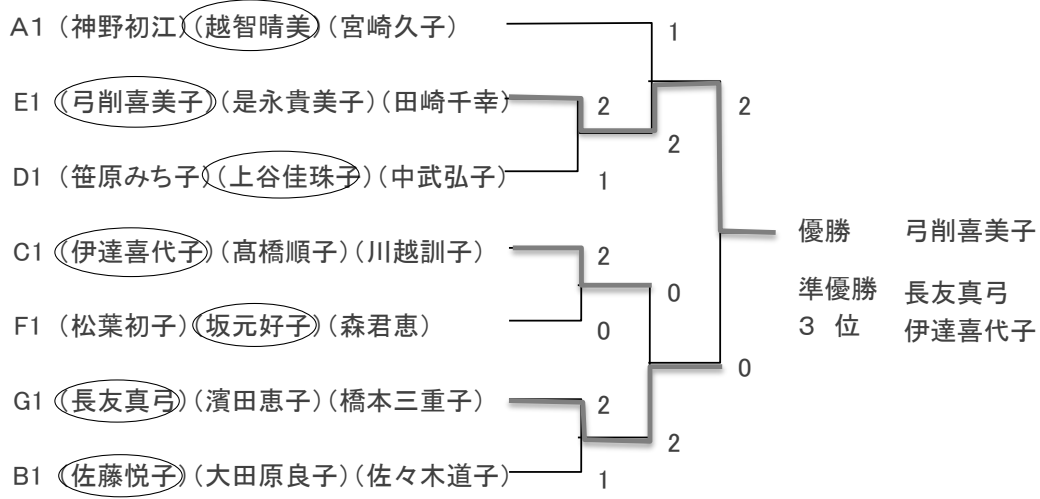 A1 (神野初江)(越智晴美)(宮崎久子)
1
E1 (弓削喜美子)(是永貴美子)(田崎千幸)
2
2
2
D1 (笹原みち子)(上谷佳珠子)(中武弘子)
1
優勝 弓削喜美子
C1 (伊達喜代子)(髙橋順子)(川越訓子)
2
0
準優勝 長友真弓
F1 (松葉初子)(坂元好子)(森君恵)
0
3 位 伊達喜代子
0
G1 (長友真弓)(濱田恵子)(橋本三重子)
2
2
B1 (佐藤悦子)(大田原良子)(佐々木道子)
1